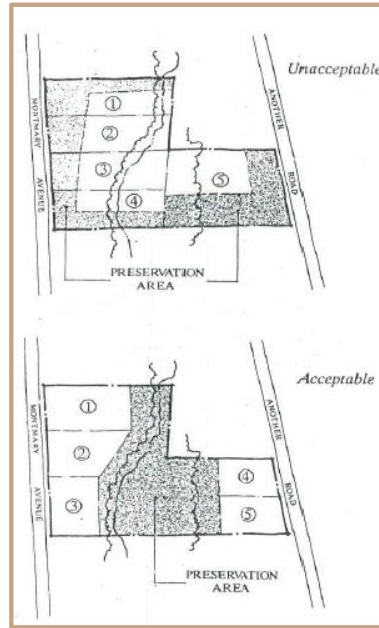 Unacceptable
MONTMARY AVENUE
ANOTHER ROAD
①
②
③
④
⑤
PRESERVATION
AREA
Acceptable
MONTMARY AVENUE
ANOTHER ROAD
①
②
③
④
⑤
PRESERVATION
AREA